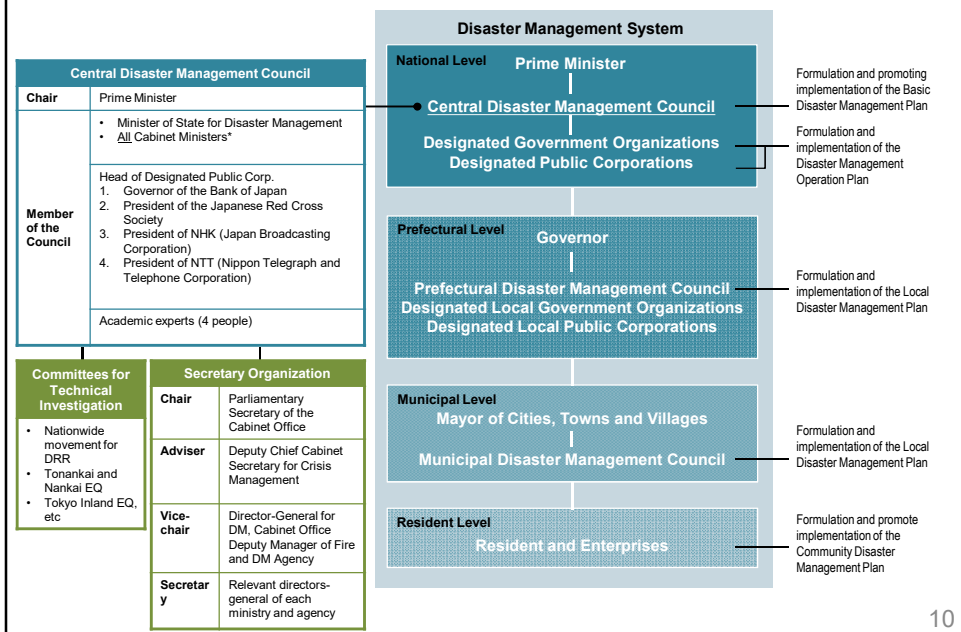 Disaster Management System
Central Disaster Management Council
Chair
Prime Minister
Member
of the
Council
• Minister of State for Disaster Management
• All Cabinet Ministers*
Head of Designated Public Corp.
1. Governor of the Bank of Japan
2. President of the Japanese Red Cross
Society
3. President of NHK (Japan Broadcasting
Corporation)
4. President of NTT (Nippon Telegraph and
Telephone Corporation)
Academic experts (4 people)
Committees for
Technical
Investigation
• Nationwide
movement for
DRR
• Tonankai and
Nankai EQ
• Tokyo Inland EQ,
etc
Secretary Organization
Chair
Parliamentary
Secretary of the
Cabinet Office
Adviser
Deputy Chief Cabinet
Secretary for Crisis
Management
Vice-
chair
Director-General for
DM, Cabinet Office
Deputy Manager of Fire
and DM Agency
Secretar
y
Relevant directors-
general of each
ministry and agency
National Level
Prime Minister
Central Disaster Management Council
Designated Government Organizations
Designated Public Corporations
Formulation and promoting
implementation of the Basic
Disaster Management Plan
Formulation and
implementation of the
Disaster Management
Operation Plan
Prefectural Level
Governor
Prefectural Disaster Management Council
Designated Local Government Organizations
Designated Local Public Corporations
Formulation and
implementation of the Local
Disaster Management Plan
Municipal Level
Mayor of Cities, Towns and Villages
Municipal Disaster Management Council
Formulation and
implementation of the Local
Disaster Management Plan
Resident Level
Resident and Enterprises
Formulation and promote
implementation of the
Community Disaster
Management Plan
10